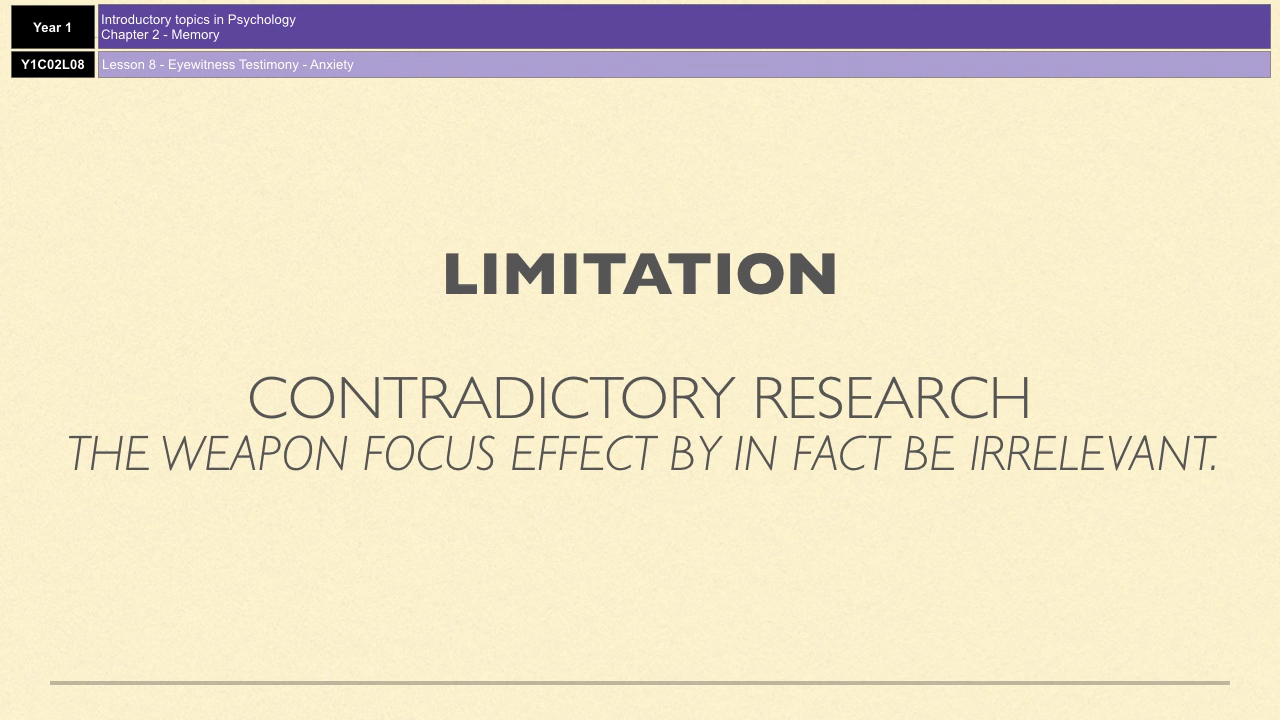 Year 1
Introductory topics in Psychology
Chapter 2 - Memory
Y1C02L08
Lesson 8 - Eyewitness Testimony - Anxiety
LIMITATION
CONTRADICTORY RESEARCH
THE WEAPON FOCUS EFFECT BY IN FACT BE IRRELEVANT.